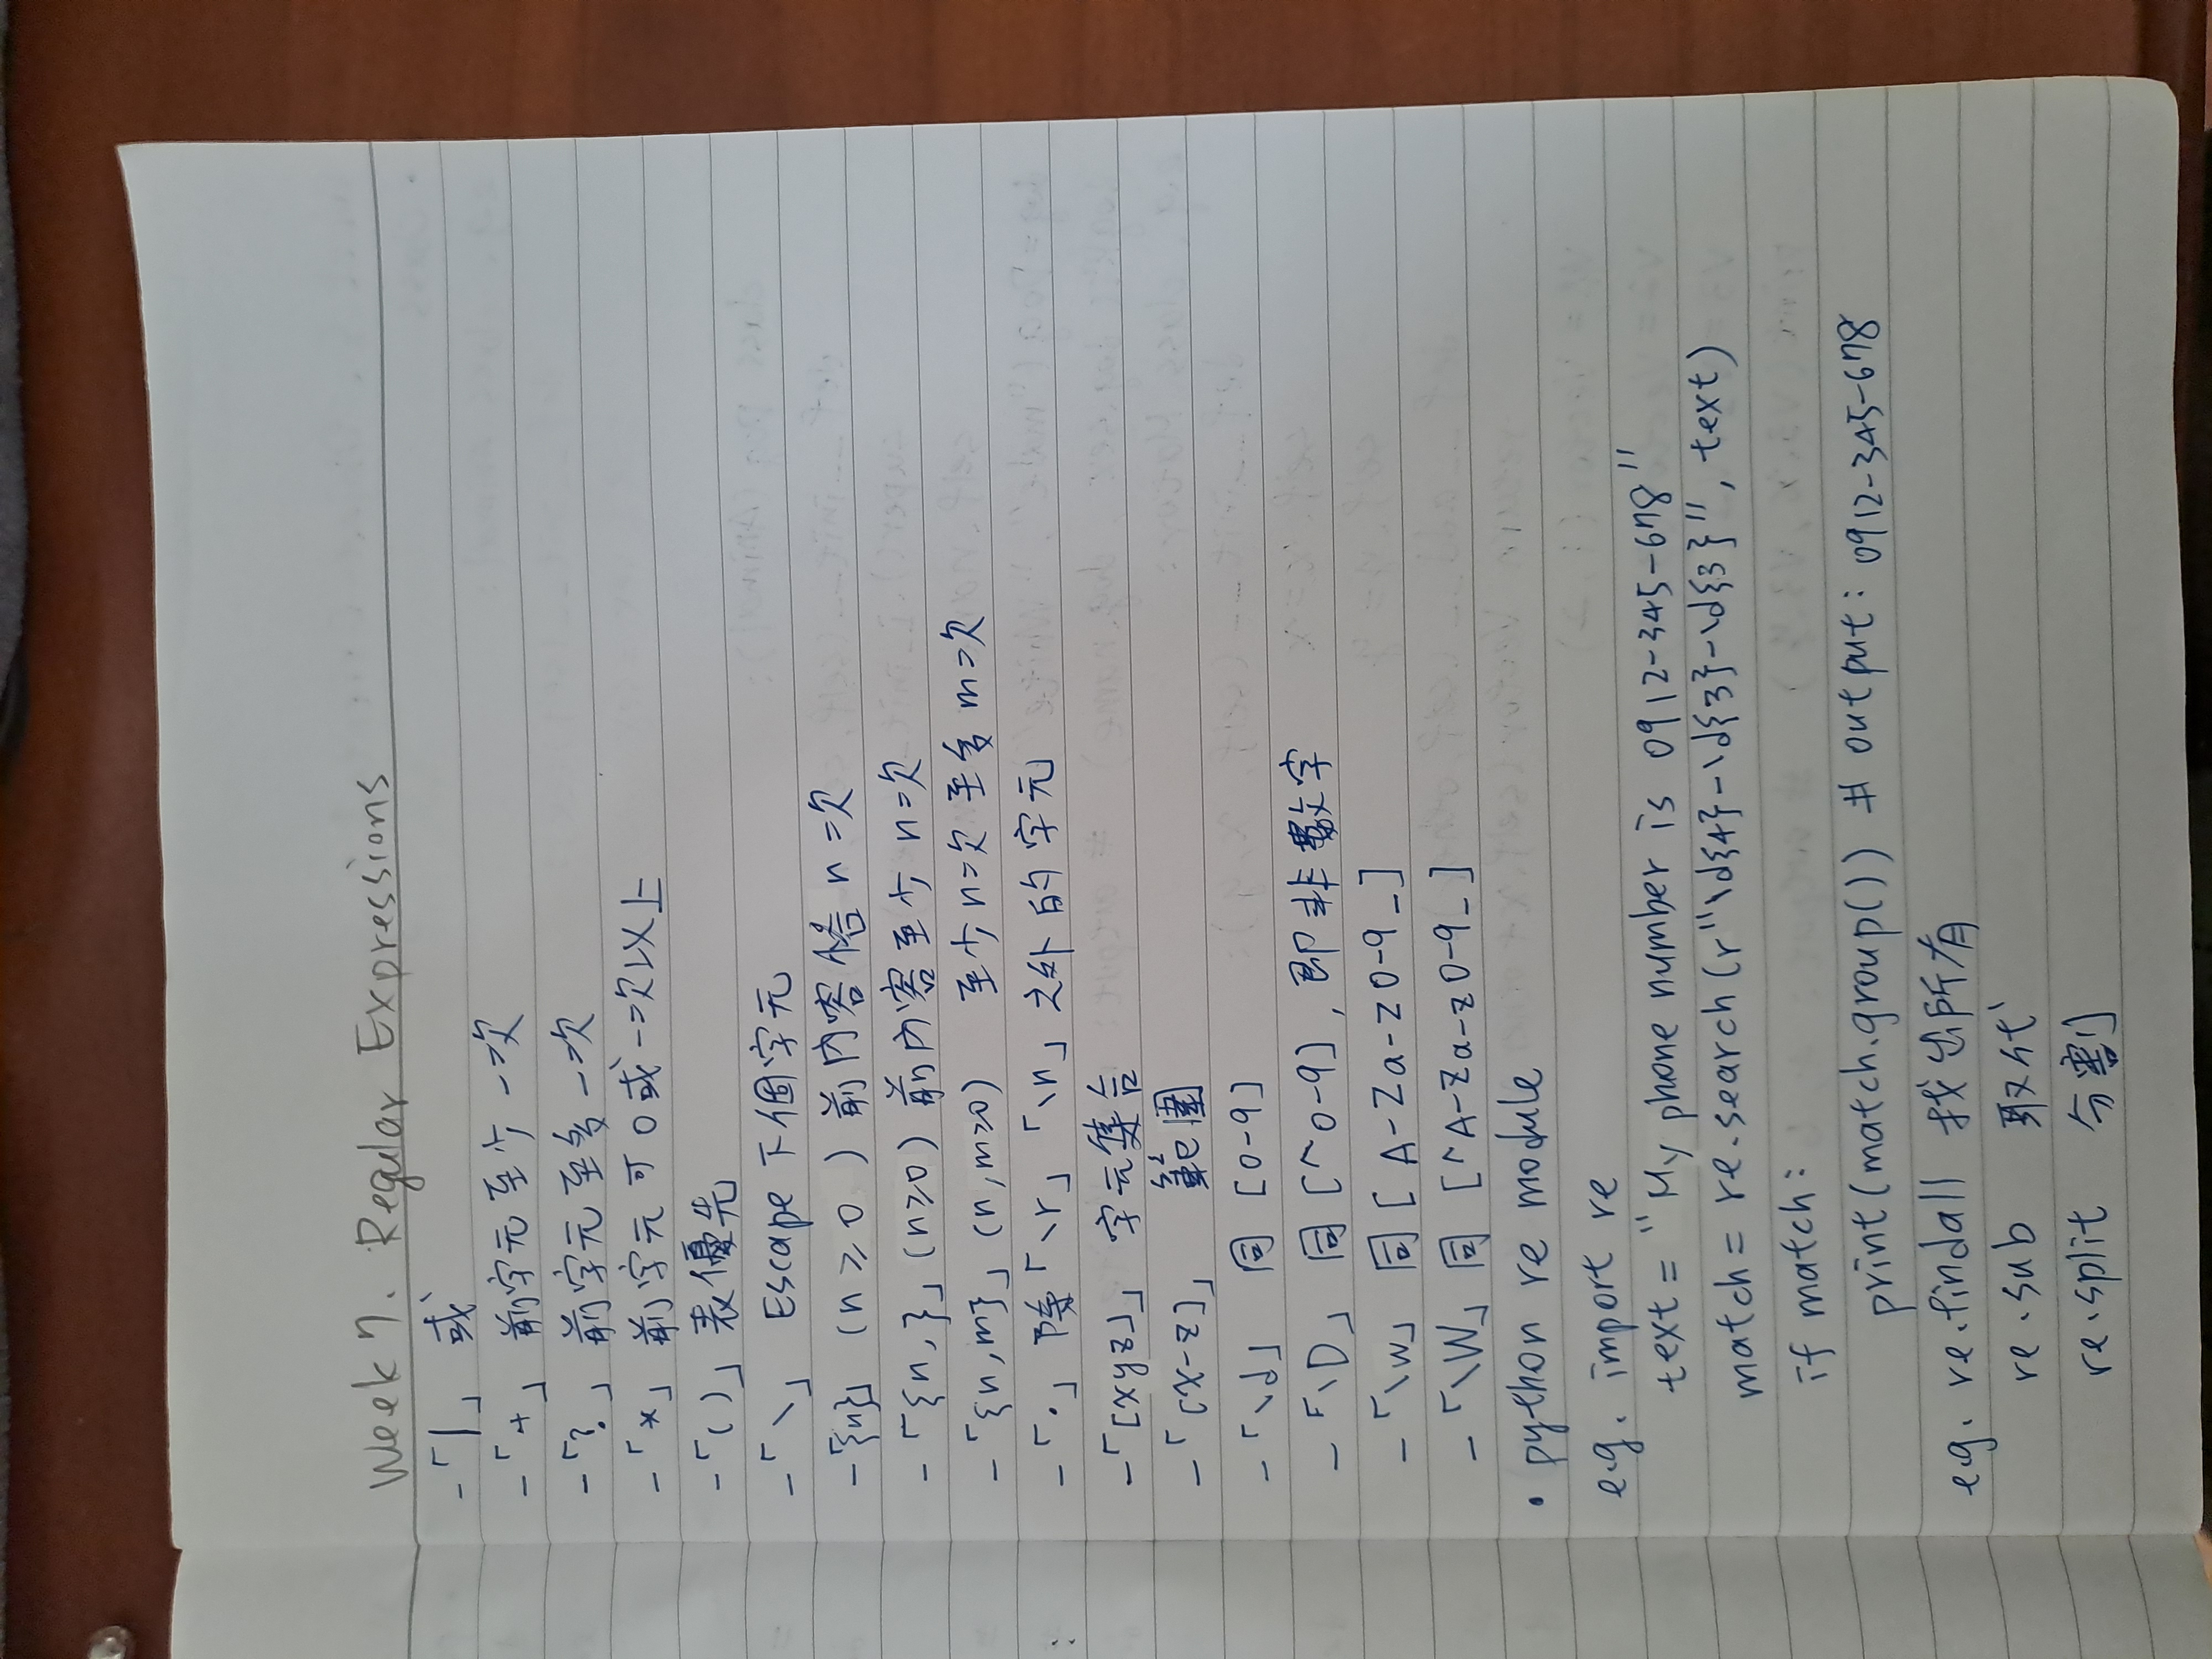 Week 7. Regular Expressions
-「|」 或
-「+」 前字元至少一次
-「?」 前字元至多一次
-「*」 前字元可0或一次以上
-「()」表優先
-「\」 Escape 下個字元
-「{n}」 (n≥0 ) 前內容恰n次
-「{n,}」(n≥0) 前內容至少n次
-「{n,m}」(n,m≥0) 至少n次至多m次
-「.」除「\r」「\n」之外的字元
-「[xyz]」字元集合
-「[x-z]」 範圍
-「\d」 同 [0-9]
-「\D」 同 [^0-9], 即非數字
-「\w」 同 [A-Za-z0-9_]
-「\W」同 [^A-Za-z0-9_]
• python re module
e.g. import re
text = "My phone number is 0912-345-678"
match = re.search(r"\d{4}-\d{3}-\d{3}", text)
if match:
print(match.group()) # output: 0912-345-678
e.g. re.findall 找出所有
re.sub 取代
re.split 分割